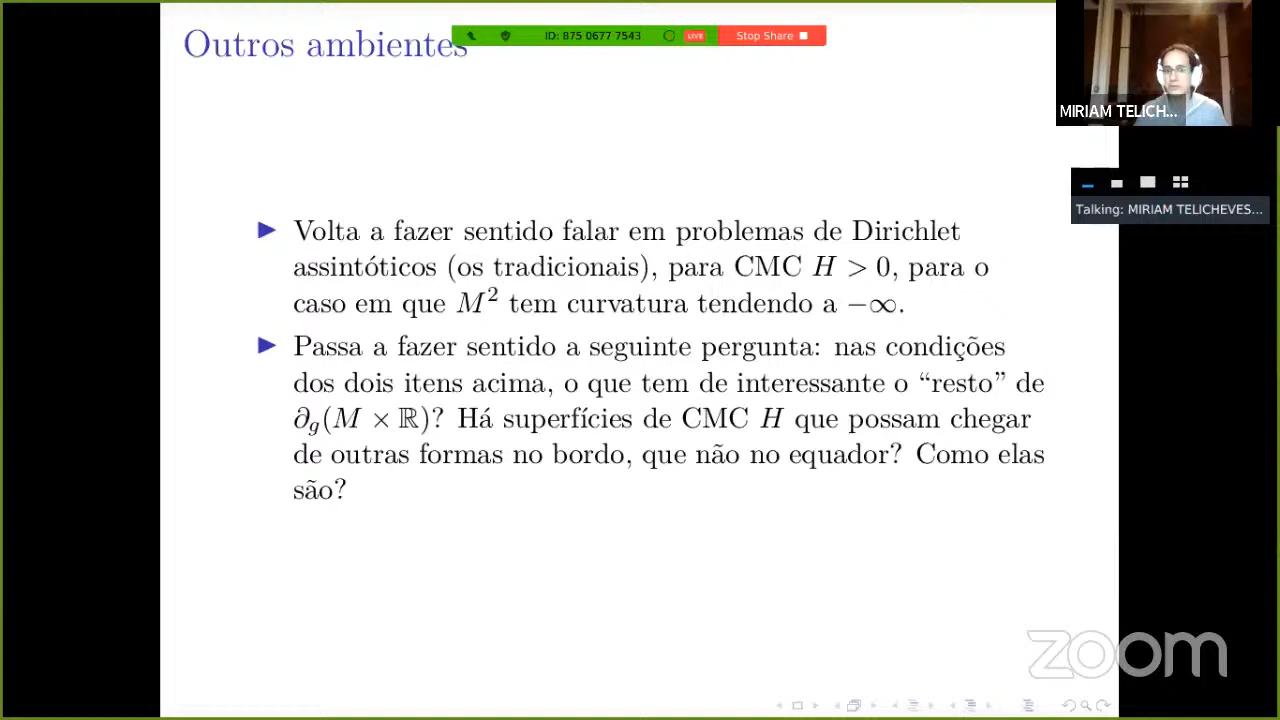 Outros ambientes
ID: 875 0677 7543
LIVE
Stop Share
MIRIAM TELICH...
Talking: MIRIAM TELICHEVES...
Volta a fazer sentido falar em problemas de Dirichlet
assintóticos (os tradicionais), para CMC H > 0, para o
caso em que M² tem curvatura tendendo a −∞.
Passa a fazer sentido a seguinte pergunta: nas condições
dos dois itens acima, o que tem de interessante o “resto” de
∂g(M × ℝ)? Há superfícies de CMC H que possam chegar
de outras formas no bordo, que não no equador? Como elas
são?
zoom